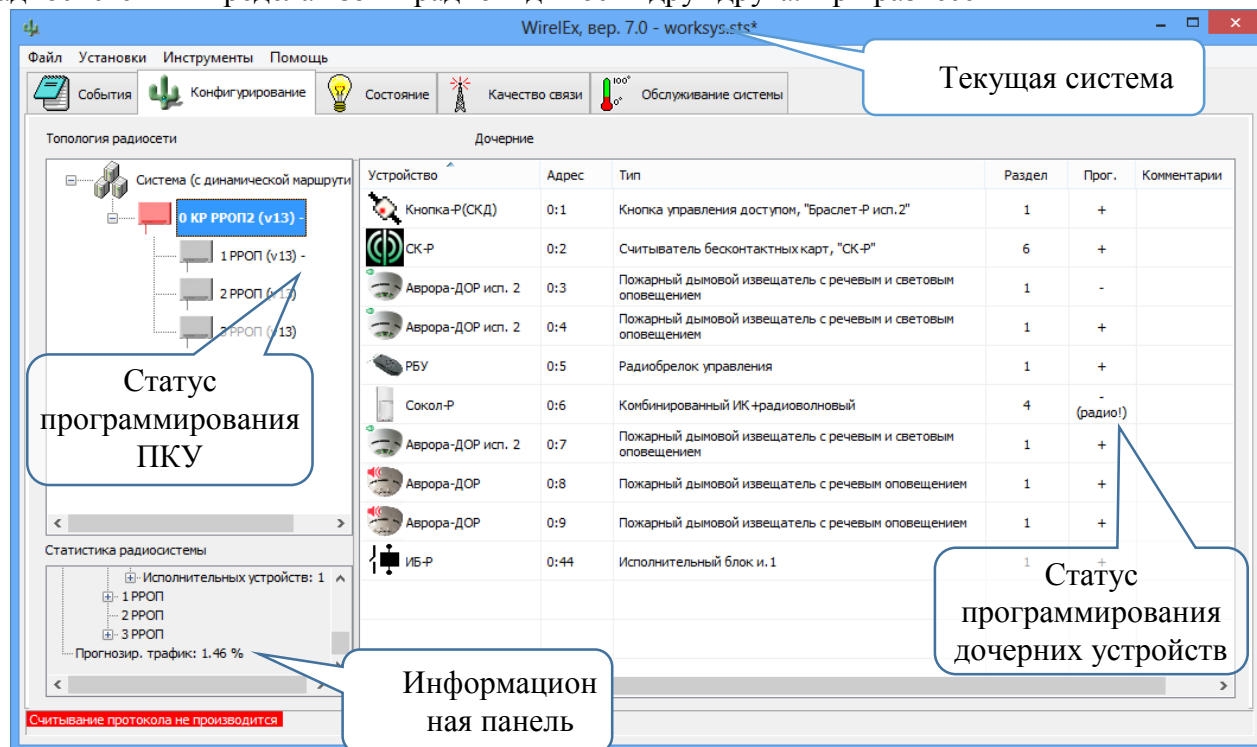 WirelEx, вер. 7.0 - worksys.sts*
Файл Установки Инструменты Помощь
События Конфигурирование Состояние Качество связи 100° 0° Обслуживание системы
Текущая система
Топология радиосети
Дочерние
Система (с динамической маршрути
0 КР РРОП2 (v13) -
1 РРОП (v13) -
2 РРОП (v13)
3 РРОП (v13)
Статус
программирования
ПКУ
Устройство Адрес Тип Раздел Прог. Комментарии
Кнопка-Р(СКД) 0:1 Кнопка управления доступом, "Браслет-Р исп.2" 1 +
СК-Р 0:2 Считыватель бесконтактных карт, "СК-Р" 6 +
Аврора-ДОР исп. 2 0:3 Пожарный дымовой извещатель с речевым и световым оповещением 1 -
Аврора-ДОР исп. 2 0:4 Пожарный дымовой извещатель с речевым и световым оповещением 1 +
РБУ 0:5 Радиобрелок управления 1 +
Сокол-Р 0:6 Комбинированный ИК+радиоволновый 4 - (радио!)
Аврора-ДОР исп. 2 0:7 Пожарный дымовой извещатель с речевым и световым оповещением 1 +
Аврора-ДОР 0:8 Пожарный дымовой извещатель с речевым оповещением 1 +
Аврора-ДОР 0:9 Пожарный дымовой извещатель с речевым оповещением 1 +
ИБ-Р 0:44 Исполнительный блок и.1 1 +
Статус
программирования
дочерних устройств
Статистика радиосистемы
Исполнительных устройств: 1
1 РРОП
2 РРОП
3 РРОП
Прогнозир. трафик: 1.46 %
Информацион
ная панель
Считывание протокола не производится